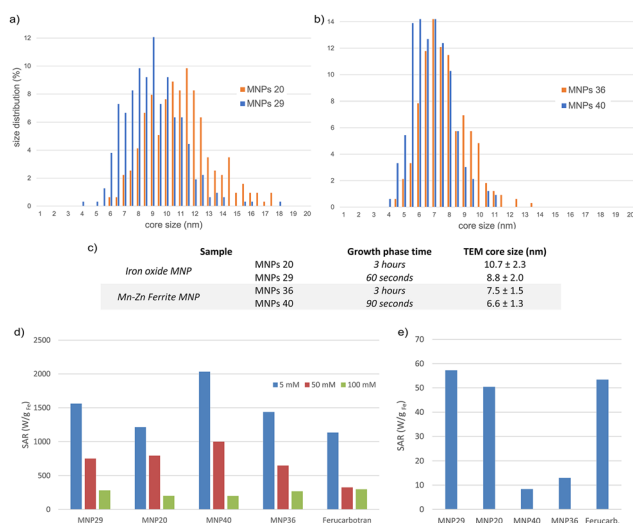 a)
size distribution (%)
12
10
8
6
4
2
0
MNPs 20
MNPs 29
1 2 3 4 5 6 7 8 9 10 11 12 13 14 15 16 17 18 19 20
core size (nm)
b)
14
12
10
8
6
4
2
0
MNPs 36
MNPs 40
1 2 3 4 5 6 7 8 9 10 11 12 13 14 15 16 17 18 19 20
core size (nm)
c)
Sample Growth phase time TEM core size (nm)
Iron oxide MNP
MNPs 20 3 hours 10.7 ± 2.3
MNPs 29 60 seconds 8.8 ± 2.0
Mn-Zn Ferrite MNP
MNPs 36 3 hours 7.5 ± 1.5
MNPs 40 90 seconds 6.6 ± 1.3
d)
SAR (W/g Fe)
2500
2000
1500
1000
500
0
5 mM 50 mM 100 mM
MNP29 MNP20 MNP40 MNP36 Ferucarbotran
e)
SAR (W/g Fe)
70
60
50
40
30
20
10
0
MNP29 MNP20 MNP40 MNP36 Ferucarb.